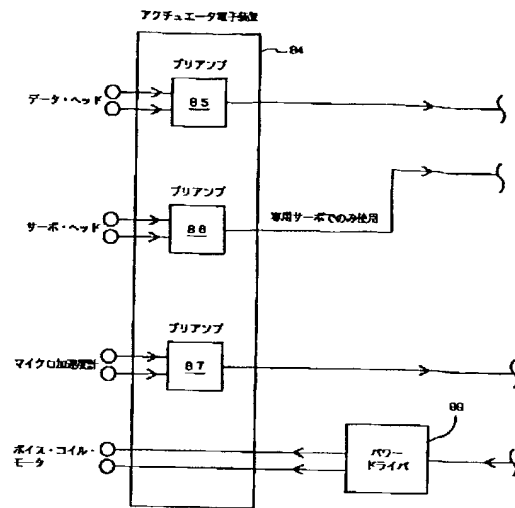 アクチュエータ電子装置
84
プリアンプ
データ・ヘッド
85
プリアンプ
サーボ・ヘッド
専用サーボでのみ使用
プリアンプ
マイクロ加速度計
87
ボイス・コイル・
モータ
パワー
ドライバ